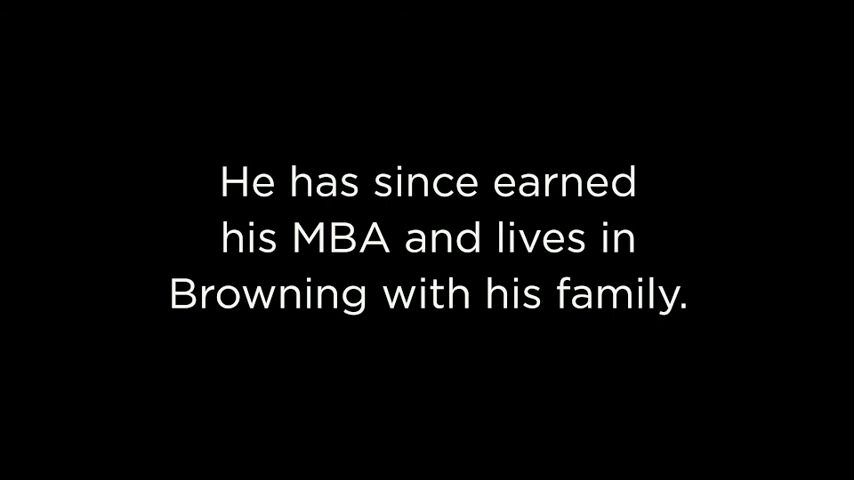 He has since earned
his MBA and lives in
Browning with his family.